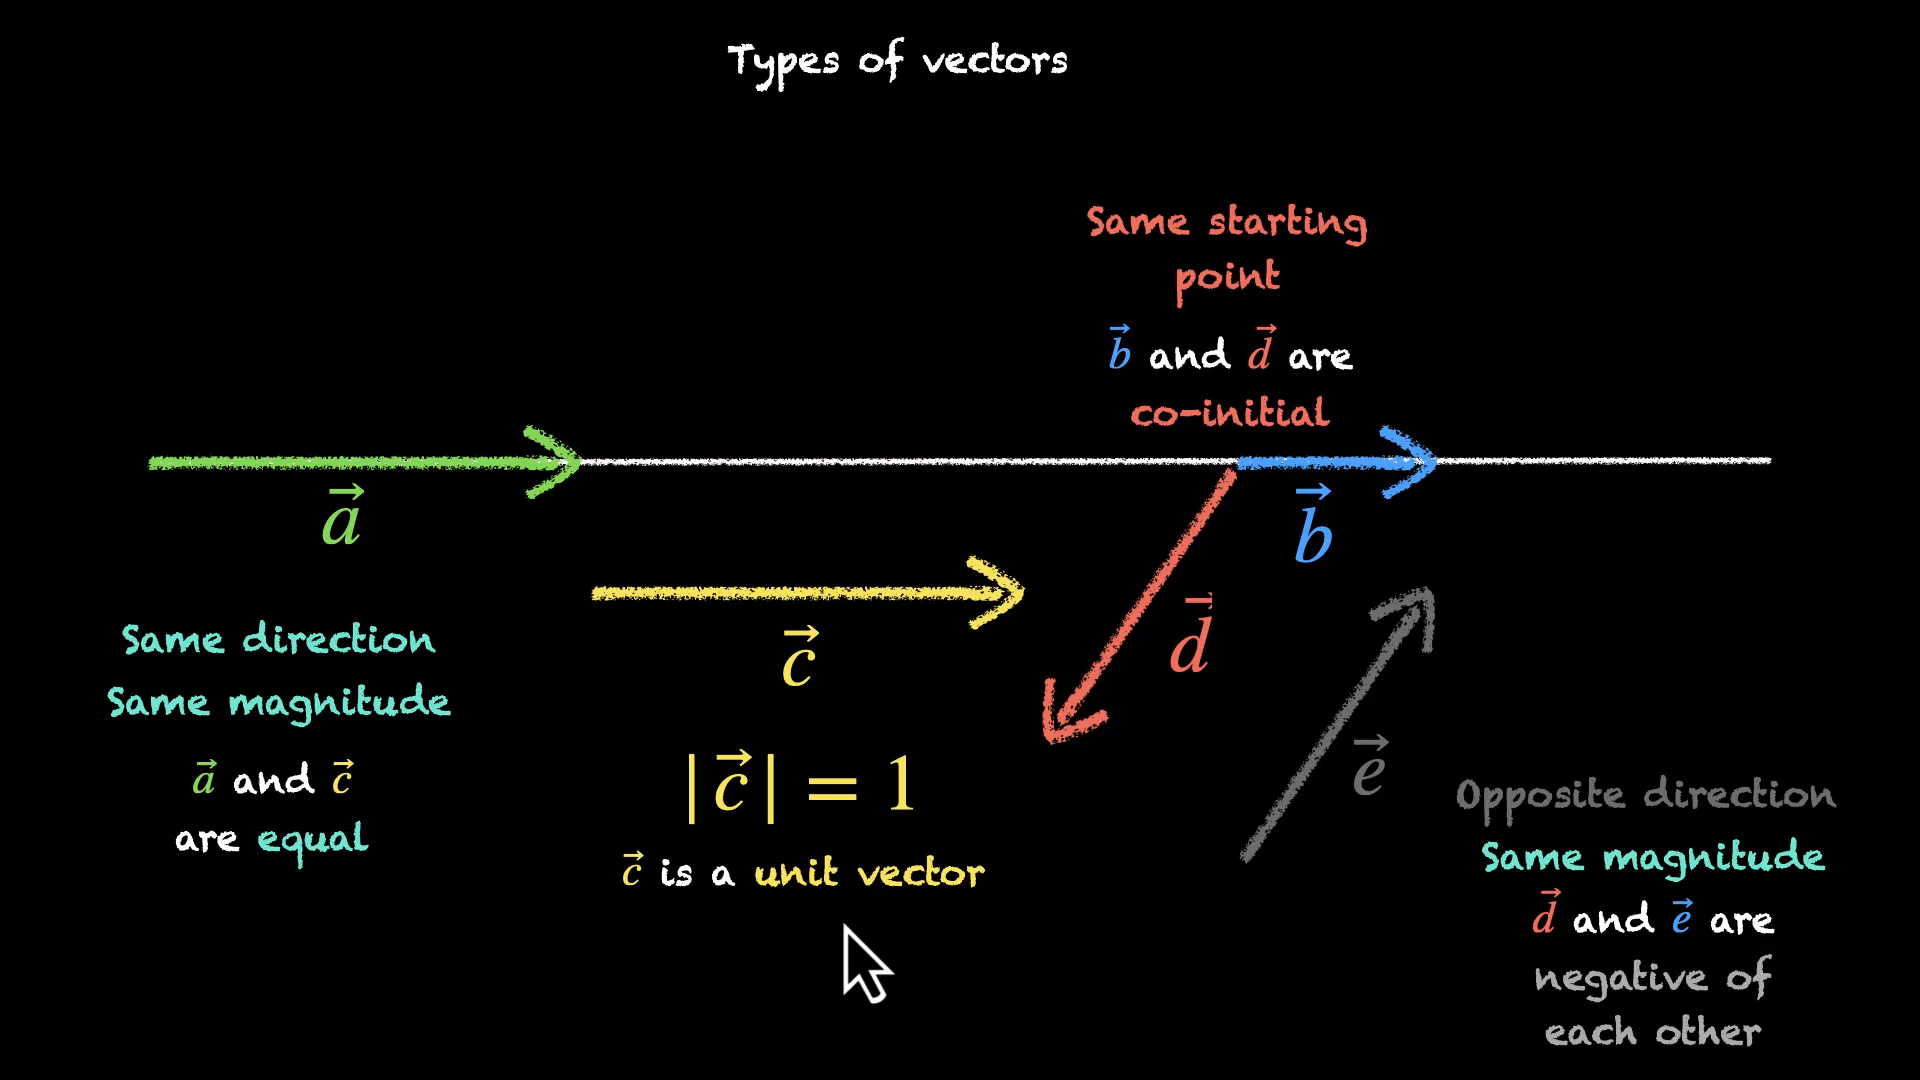 Types of vectors
Same starting
point
b⃗ and d⃗ are
co-initial
a⃗
b⃗
c⃗
d⃗
e⃗
Same direction
Same magnitude
a⃗ and c⃗
are equal
|c⃗| = 1
c⃗ is a unit vector
Opposite direction
Same magnitude
d⃗ and e⃗ are
negative of
each other